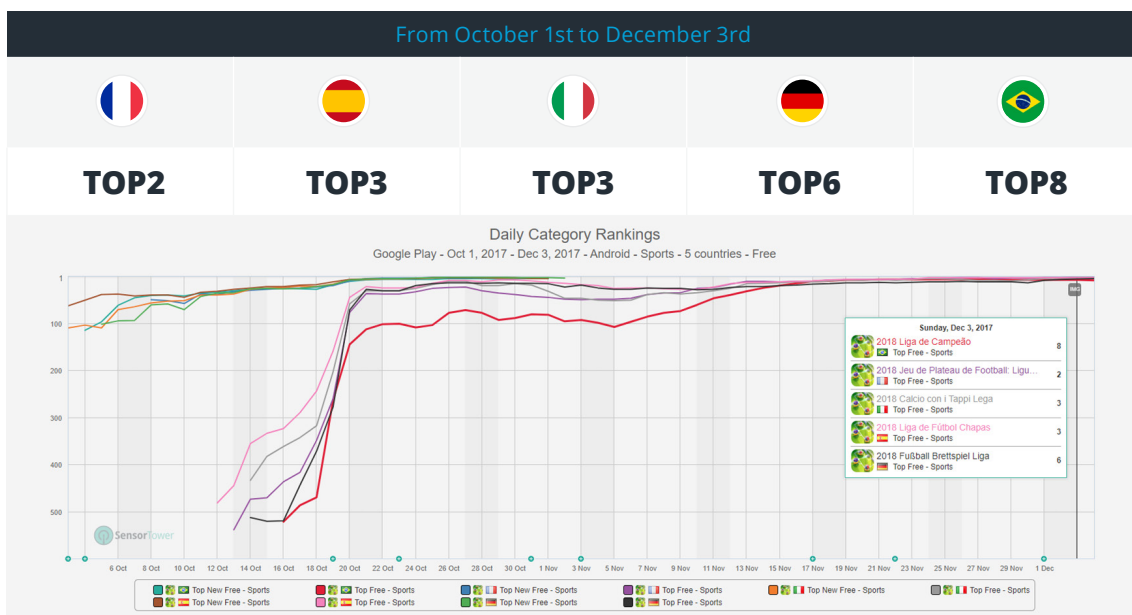 From October 1st to December 3rd
TOP2 TOP3 TOP3 TOP6 TOP8
Daily Category Rankings
Google Play - Oct 1, 2017 - Dec 3, 2017 - Android - Sports - 5 countries - Free
1
100
200
300
400
500
IMG
Sunday, Dec 3, 2017
2018 Liga de Campeão 8
Top Free - Sports
2018 Jeu de Plateau de Football: Ligu... 2
Top Free - Sports
2018 Calcio con i Tappi Lega 3
Top Free - Sports
2018 Liga de Fútbol Chapas 3
Top Free - Sports
2018 Fußball Brettspiel Liga 6
Top Free - Sports
SensorTower
6 Oct 8 Oct 10 Oct 12 Oct 14 Oct 16 Oct 18 Oct 20 Oct 22 Oct 24 Oct 26 Oct 28 Oct 30 Oct 1 Nov 3 Nov 5 Nov 7 Nov 9 Nov 11 Nov 13 Nov 15 Nov 17 Nov 19 Nov 21 Nov 23 Nov 25 Nov 27 Nov 29 Nov 1 Dec
Top New Free - Sports Top Free - Sports Top New Free - Sports Top Free - Sports Top New Free - Sports Top Free - Sports
Top New Free - Sports Top Free - Sports Top New Free - Sports Top Free - Sports